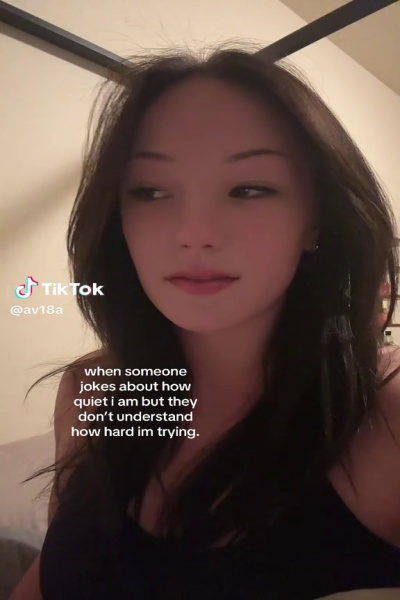 TikTok
@av18a
when someone
jokes about how
quiet i am but they
don't understand
how hard im trying.